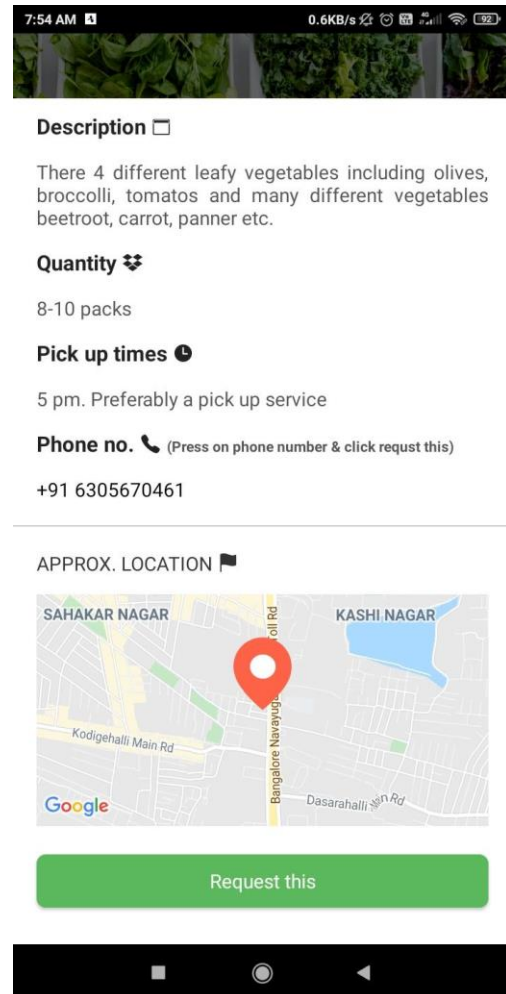 7:54 AM
0.6KB/s
4G
92
Description
There 4 different leafy vegetables including olives,
broccolli, tomatos and many different vegetables
beetroot, carrot, panner etc.
Quantity
8-10 packs
Pick up times
5 pm. Preferably a pick up service
Phone no. (Press on phone number & click requst this)
+91 6305670461
APPROX. LOCATION
SAHAKAR NAGAR
KASHI NAGAR
Bangalore Navayuga Toll Rd
Kodigehalli Main Rd
Dasarahalli Main Rd
Google
Request this